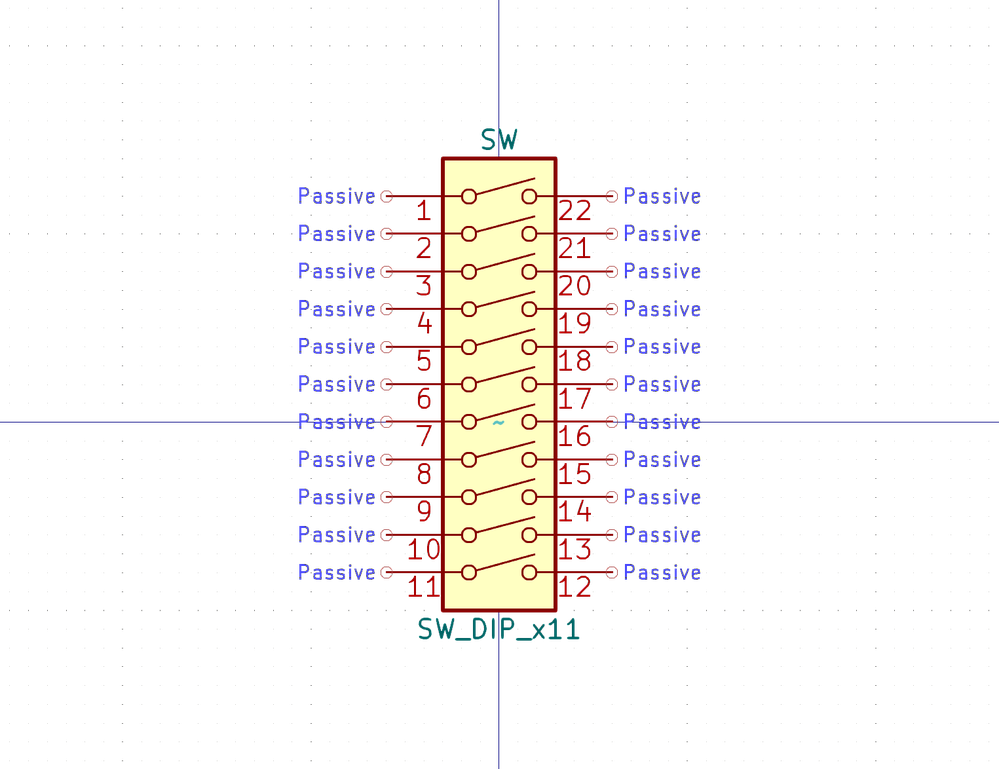 SW
Passive Passive
1 22
Passive Passive
2 21
Passive Passive
3 20
Passive Passive
4 19
Passive Passive
5 18
Passive Passive
6 17
Passive ~ Passive
7 16
Passive Passive
8 15
Passive Passive
9 14
Passive Passive
10 13
Passive Passive
11 12
SW_DIP_x11